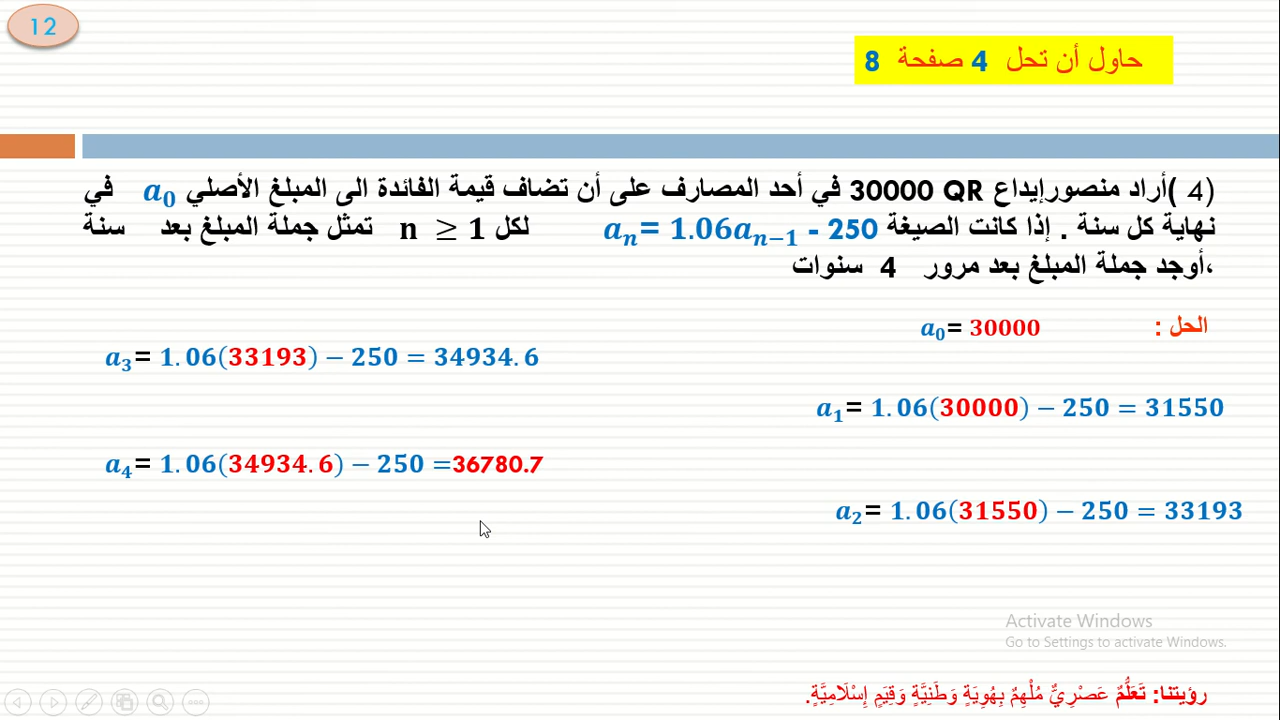 12
حاول أن تحل 4 صفحة 8
4 )أراد منصورإيداع 30000 QR في أحد المصارف على أن تضاف قيمة الفائدة الى المبلغ الأصلي a₀ في
نهاية كل سنة . إذا كانت الصيغة aₙ= 1.06aₙ₋₁ - 250 لكل n ≥ 1 تمثل جملة المبلغ بعد سنة
،أوجد جملة المبلغ بعد مرور 4 سنوات
الحل :
a₀= 30000
a₁= 1.06(30000) − 250 = 31550
a₂= 1.06(31550) − 250 = 33193
a₃= 1.06(33193) − 250 = 34934.6
a₄= 1.06(34934.6) − 250 =36780.7
Activate Windows
Go to Settings to activate Windows.
رؤيتنا: تَعَلُّمٌ عَصْرِيٌّ مُلْهِمٌ بِهُوِيَةٍ وَطَنِيَّةٍ وَقِيَمٍ إِسْلَامِيَّةٍ.